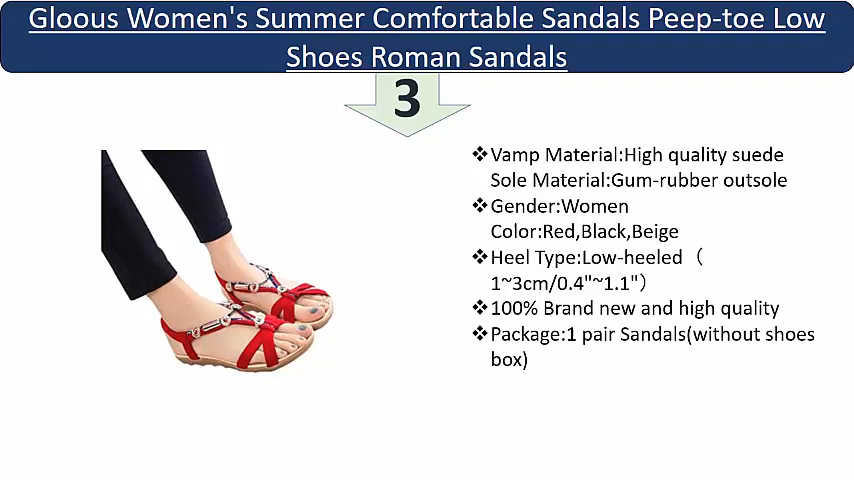 Gloous Women's Summer Comfortable Sandals Peep-toe Low
Shoes Roman Sandals
3
❖Vamp Material:High quality suede
Sole Material:Gum-rubber outsole
❖Gender:Women
Color:Red,Black,Beige
❖Heel Type:Low-heeled（
1~3cm/0.4"~1.1"）
❖100% Brand new and high quality
❖Package:1 pair Sandals(without shoes
box)